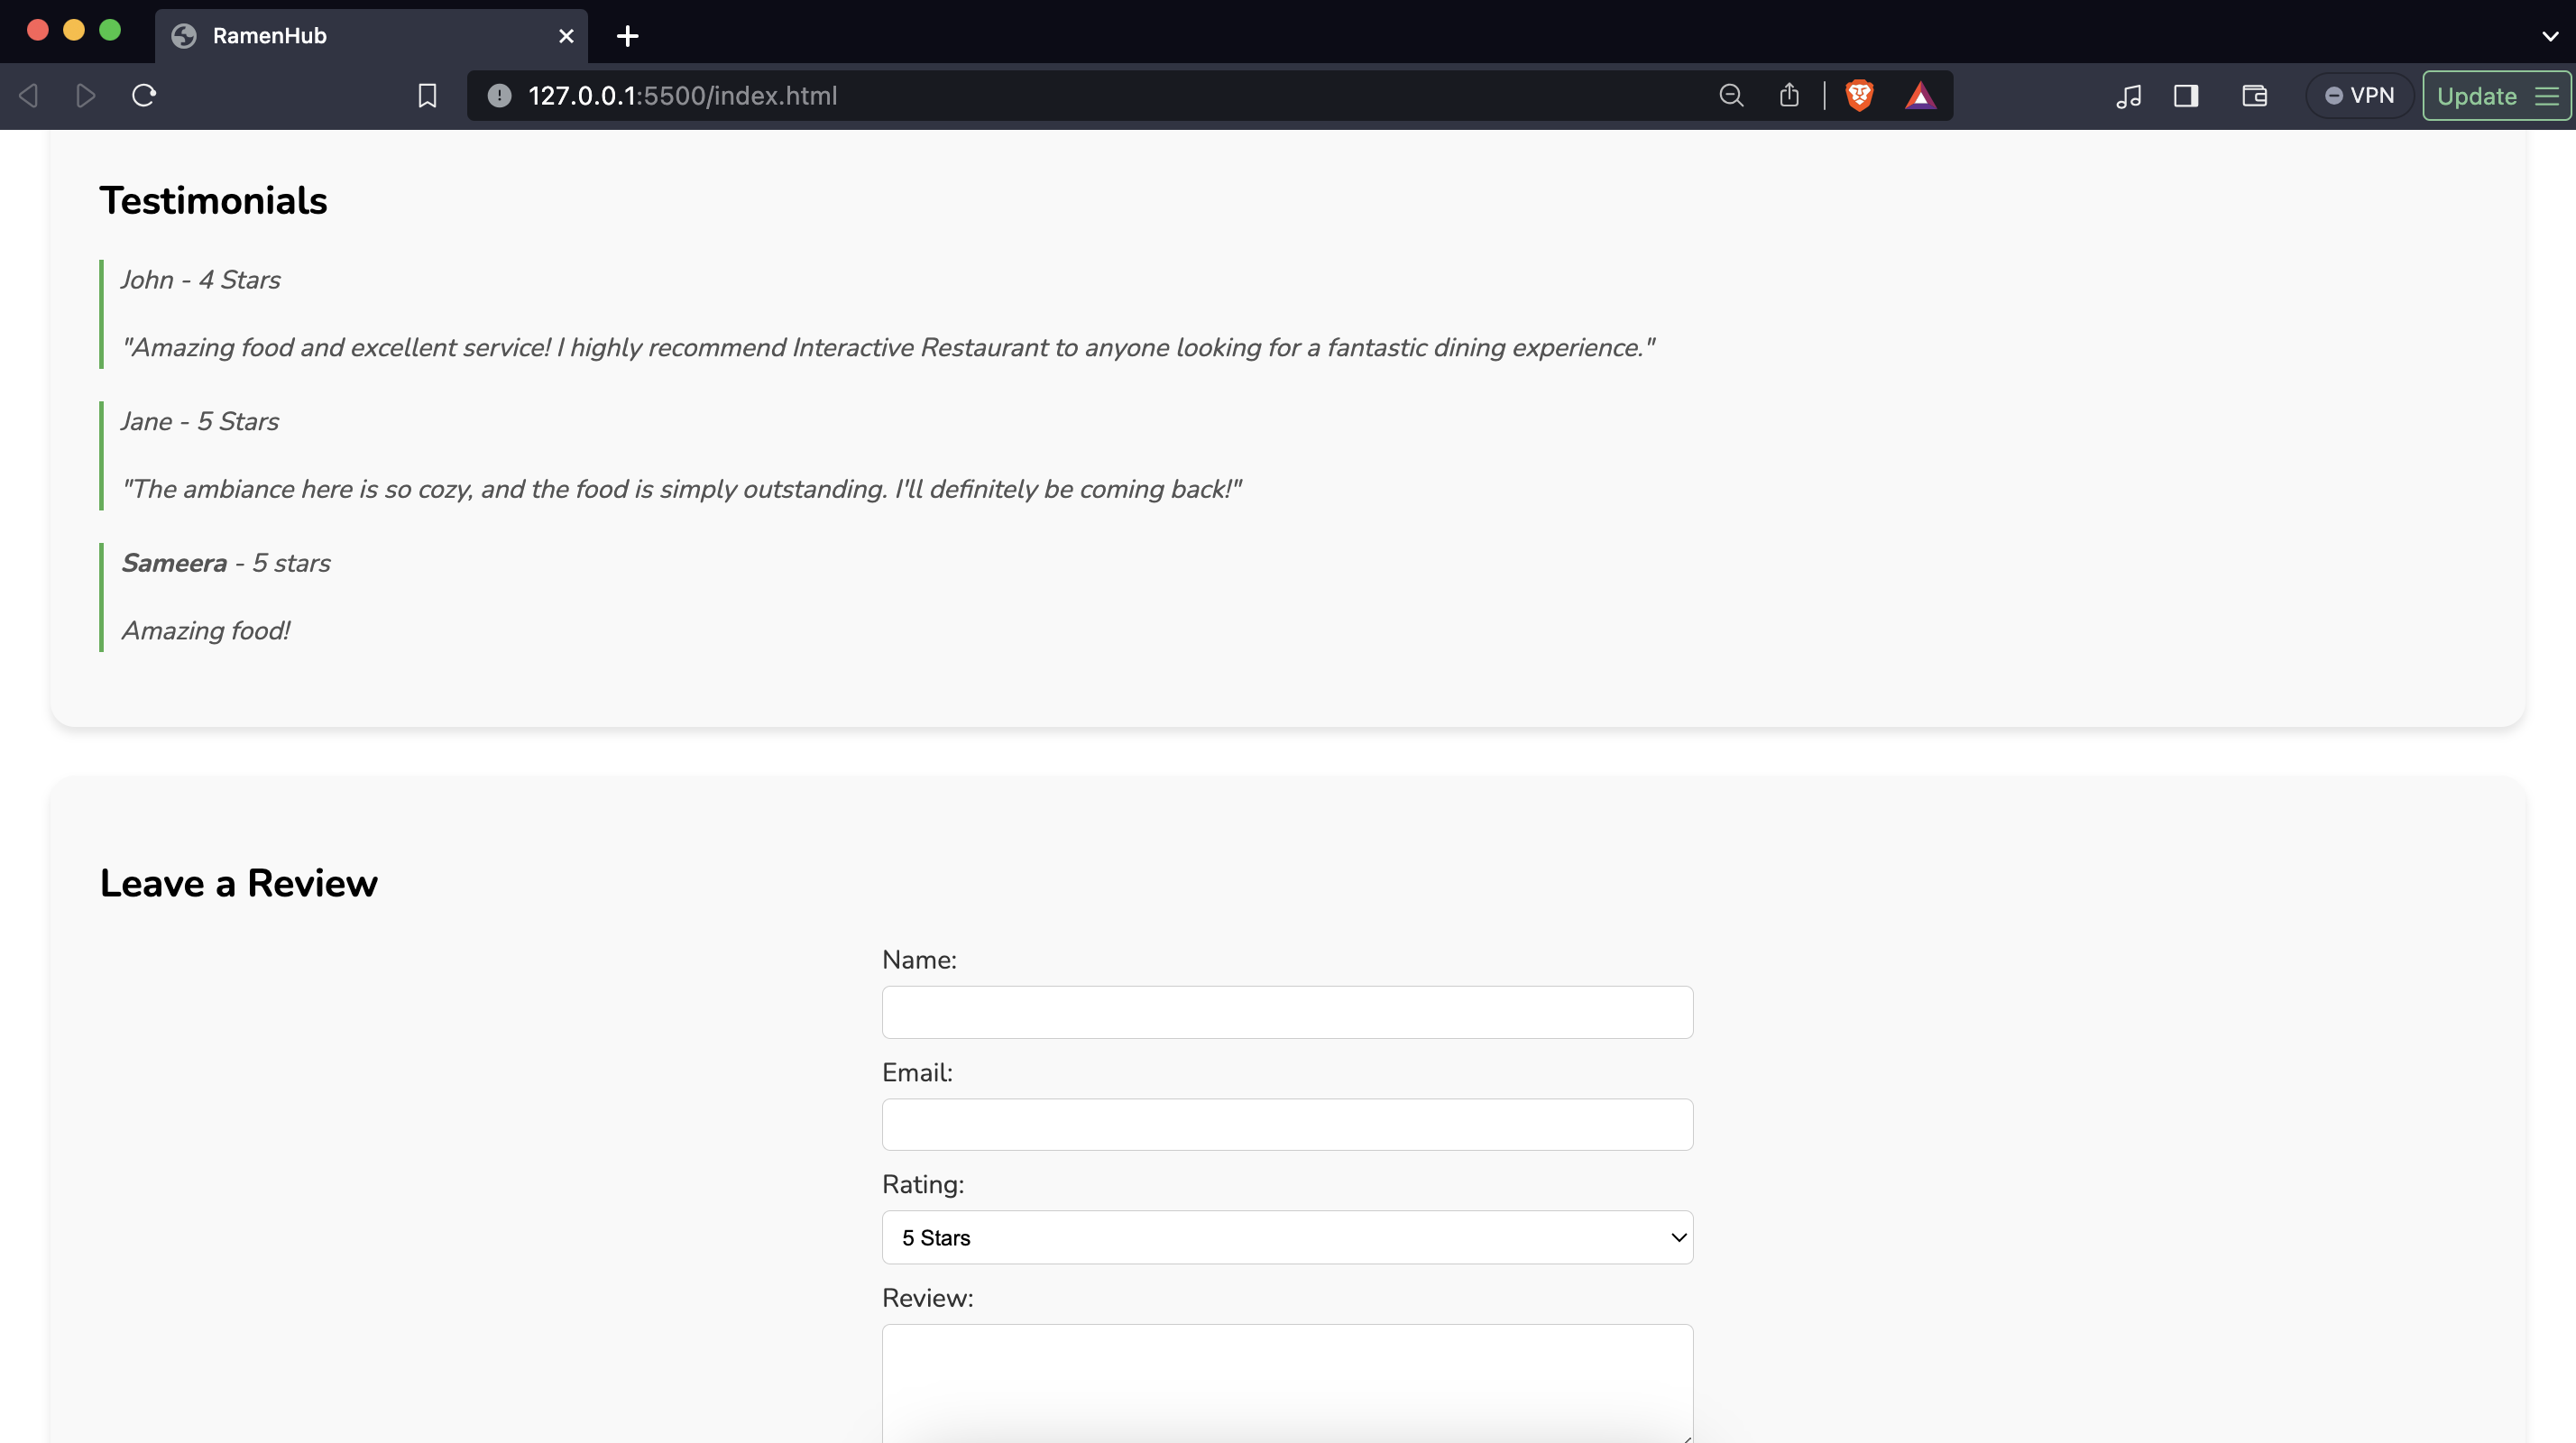 RamenHub
127.0.0.1:5500/index.html
VPN
Update
Testimonials
John - 4 Stars
"Amazing food and excellent service! I highly recommend Interactive Restaurant to anyone looking for a fantastic dining experience."
Jane - 5 Stars
"The ambiance here is so cozy, and the food is simply outstanding. I'll definitely be coming back!"
Sameera - 5 stars
Amazing food!
Leave a Review
Name:
Email:
Rating:
5 Stars
Review: